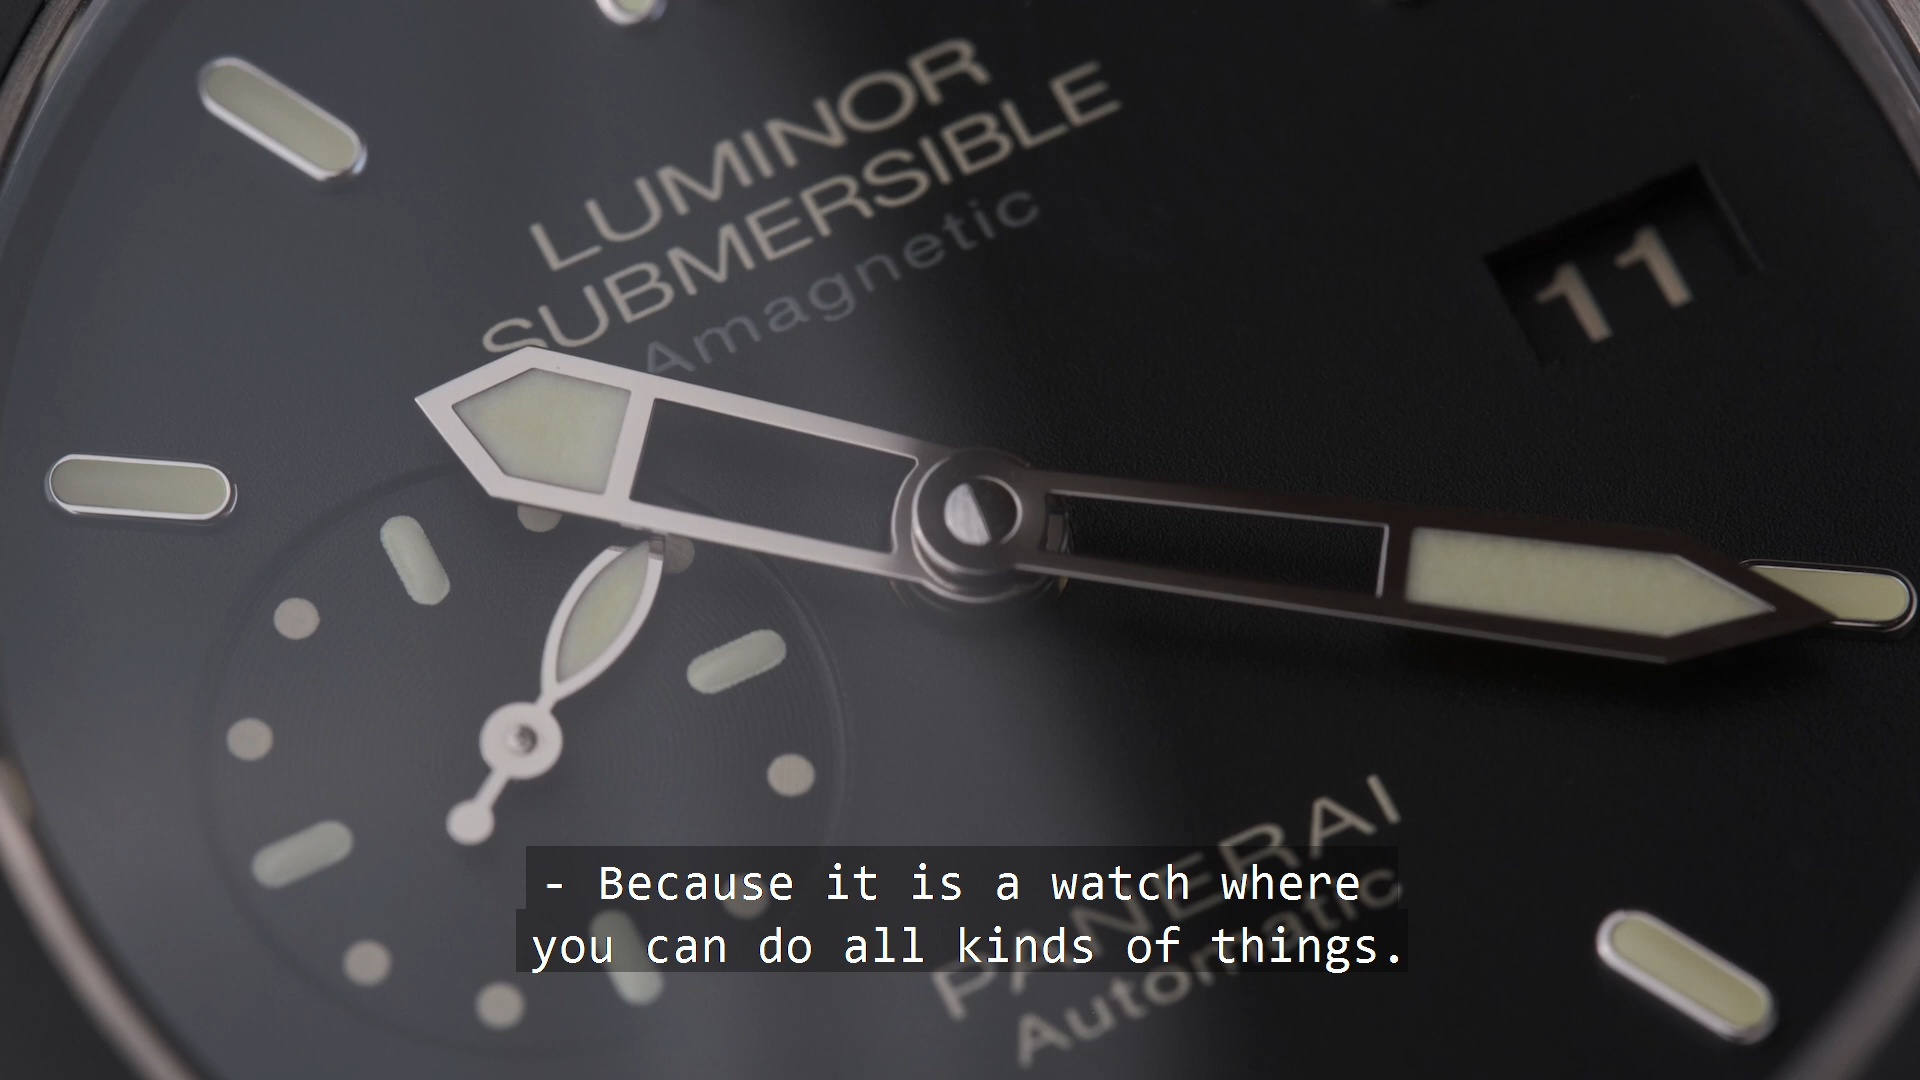 LUMINOR
SUBMERSIBLE
Amagnetic
11
- Because it is a watch where
you can do all kinds of things.
PANERAI
Automatic